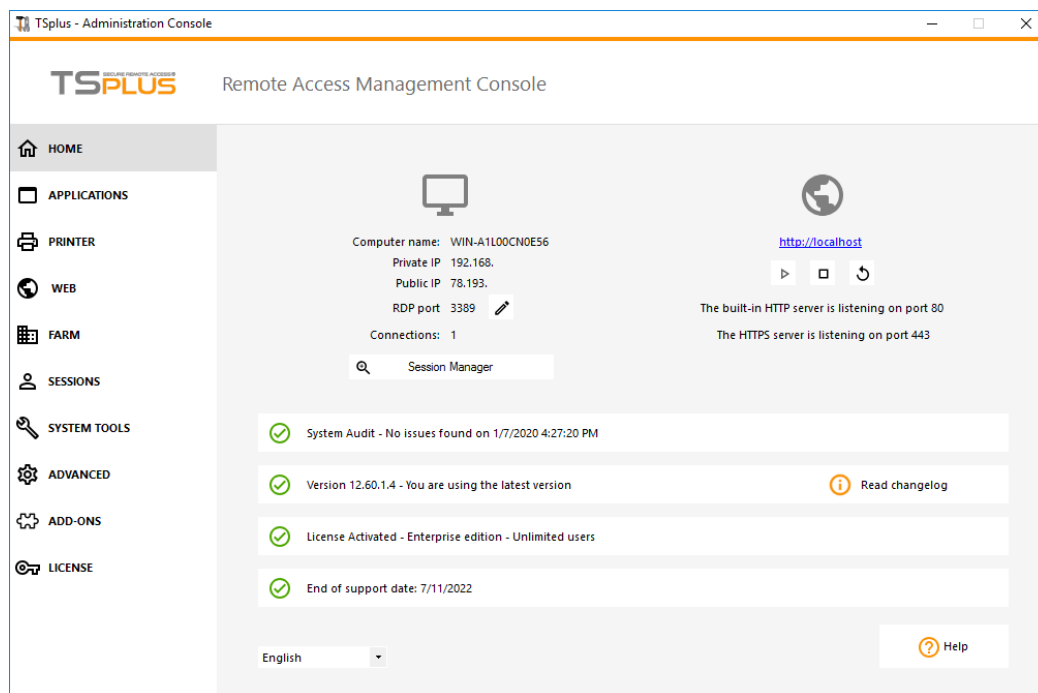 TSplus - Administration Console
TSPLUS
SECURE REMOTE ACCESS®
Remote Access Management Console
HOME
APPLICATIONS
PRINTER
WEB
FARM
SESSIONS
SYSTEM TOOLS
ADVANCED
ADD-ONS
LICENSE
Computer name: WIN-A1L00CN0E56
Private IP 192.168.
Public IP 78.193.
RDP port 3389
Connections: 1
Session Manager
http://localhost
The built-in HTTP server is listening on port 80
The HTTPS server is listening on port 443
System Audit - No issues found on 1/7/2020 4:27:20 PM
Version 12.60.1.4 - You are using the latest version
Read changelog
License Activated - Enterprise edition - Unlimited users
End of support date: 7/11/2022
English
Help